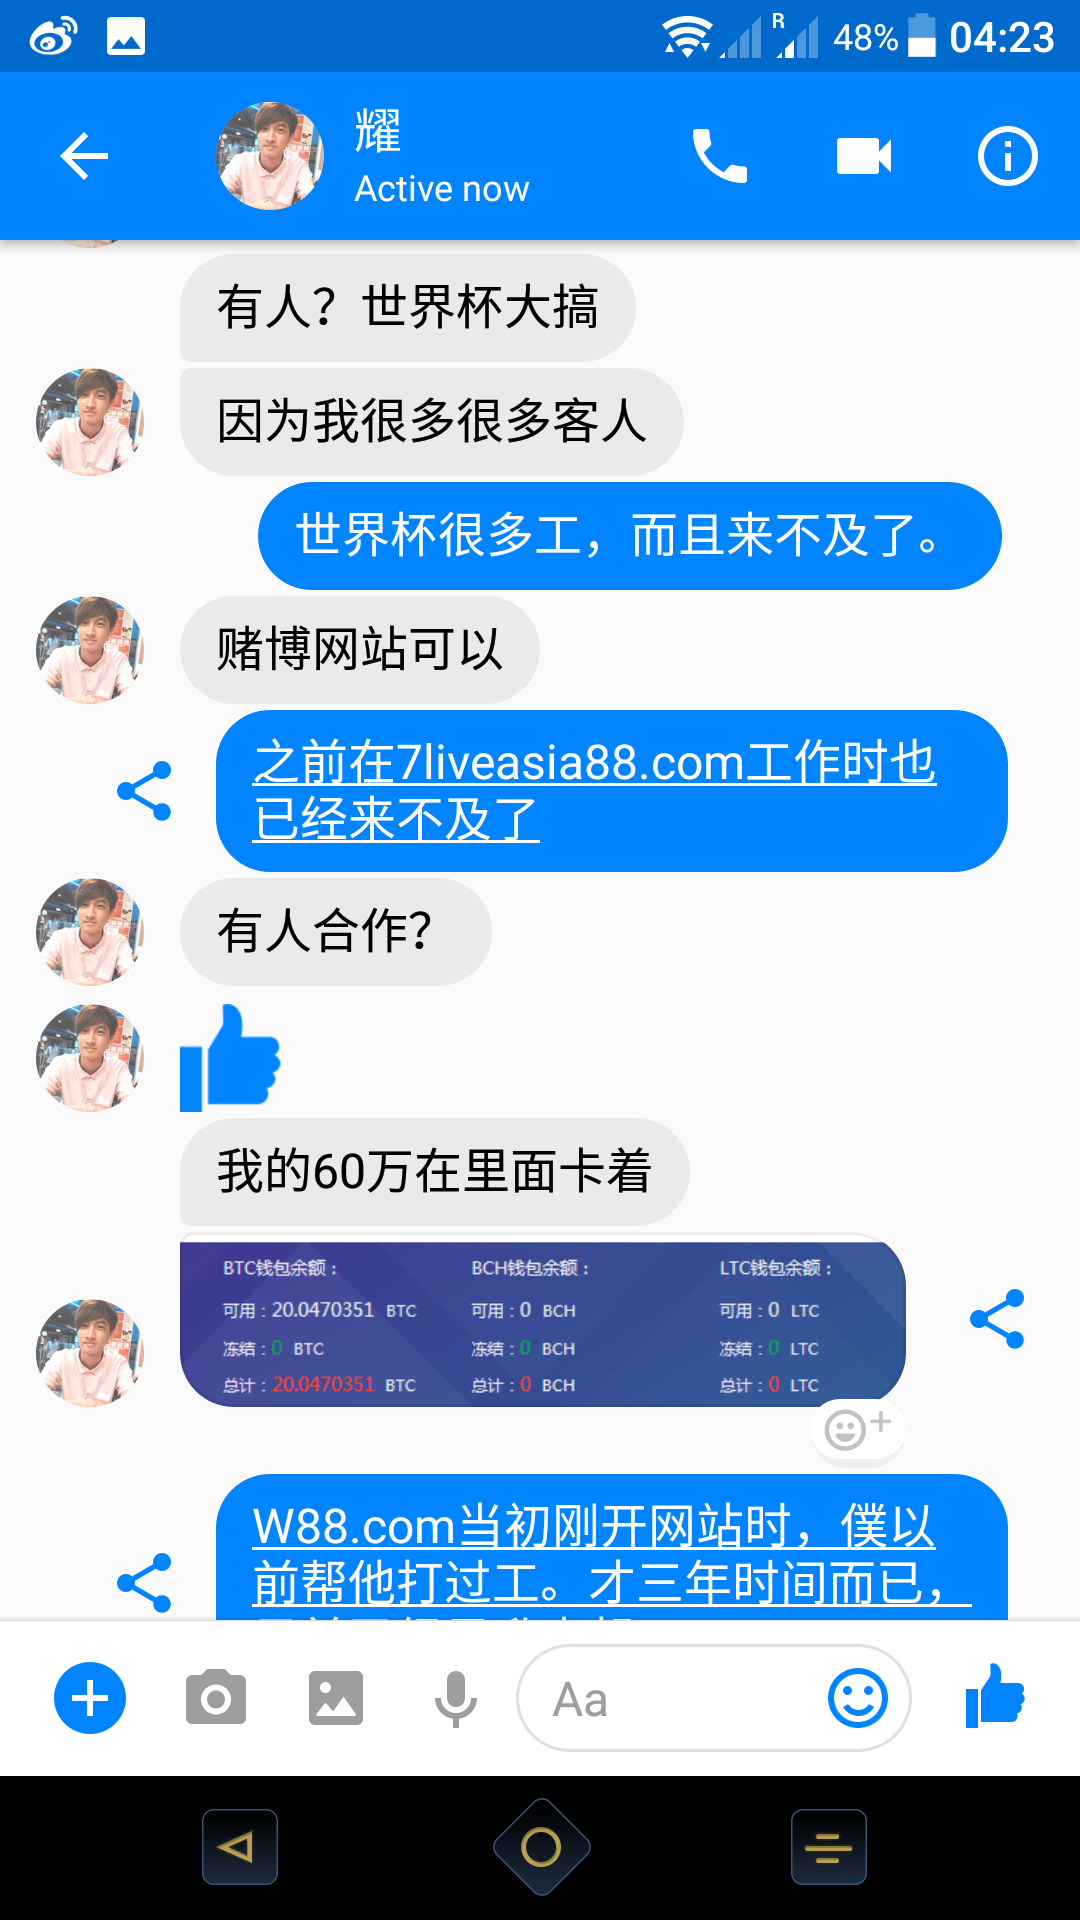 R 48% 04:23
耀
Active now
有人？世界杯大搞
因为我很多很多客人
世界杯很多工，而且来不及了。
赌博网站可以
之前在7liveasia88.com工作时也
已经来不及了
有人合作？
我的60万在里面卡着
BTC钱包余额： BCH钱包余额： LTC钱包余额：
可用：20.0470351 BTC 可用：0 BCH 可用：0 LTC
冻结：0 BTC 冻结：0 BCH 冻结：0 LTC
总计：20.0470351 BTC 总计：0 BCH 总计：0 LTC
W88.com当初刚开网站时，僕以
前帮他打过工。才三年时间而已，
Aa